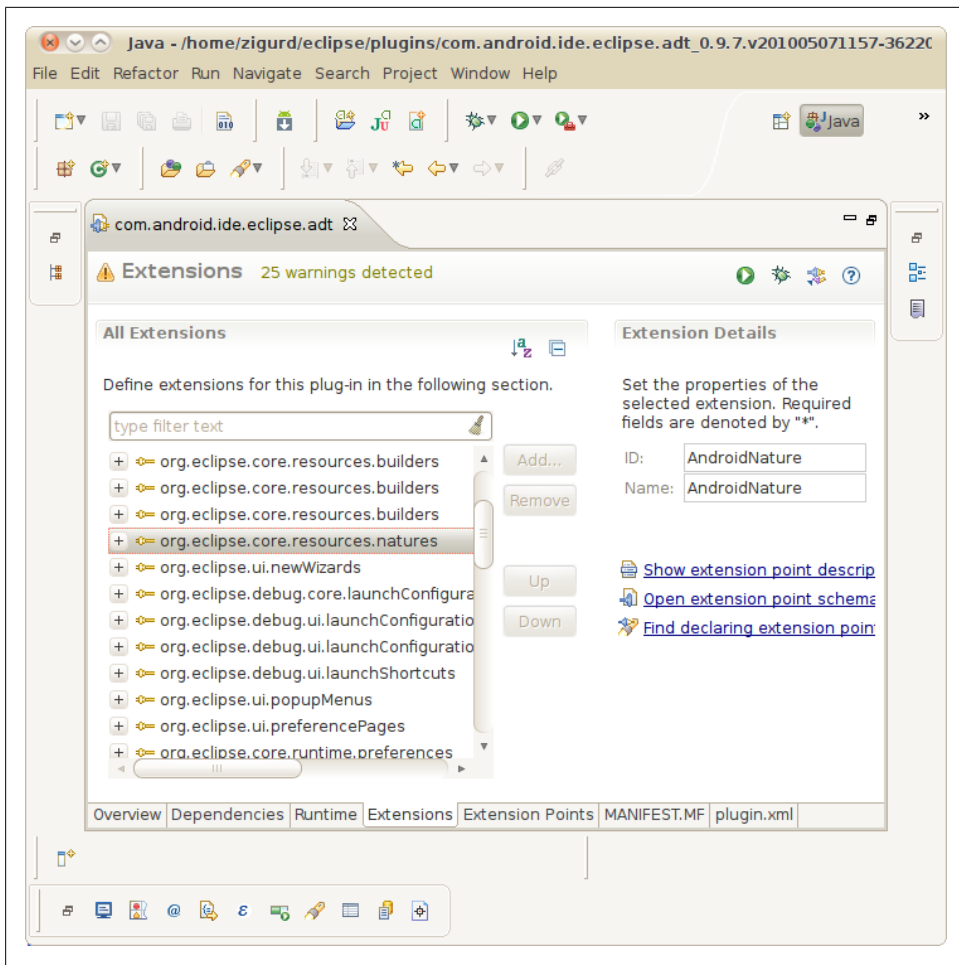 Java - /home/zigurd/eclipse/plugins/com.android.ide.eclipse.adt_0.9.7.v201005071157-36220
File Edit Refactor Run Navigate Search Project Window Help
Java
com.android.ide.eclipse.adt
Extensions 25 warnings detected
All Extensions
Define extensions for this plug-in in the following section.
type filter text
org.eclipse.core.resources.builders
org.eclipse.core.resources.builders
org.eclipse.core.resources.builders
org.eclipse.core.resources.natures
org.eclipse.ui.newWizards
org.eclipse.debug.core.launchConfigura
org.eclipse.debug.ui.launchConfiguratio
org.eclipse.debug.ui.launchConfiguratio
org.eclipse.debug.ui.launchShortcuts
org.eclipse.ui.popupMenus
org.eclipse.ui.preferencePages
org.eclipse.core.runtime.preferences
Add...
Remove
Up
Down
Extension Details
Set the properties of the
selected extension. Required
fields are denoted by "*".
ID: AndroidNature
Name: AndroidNature
Show extension point descrip
Open extension point schema
Find declaring extension poin
Overview Dependencies Runtime Extensions Extension Points MANIFEST.MF plugin.xml